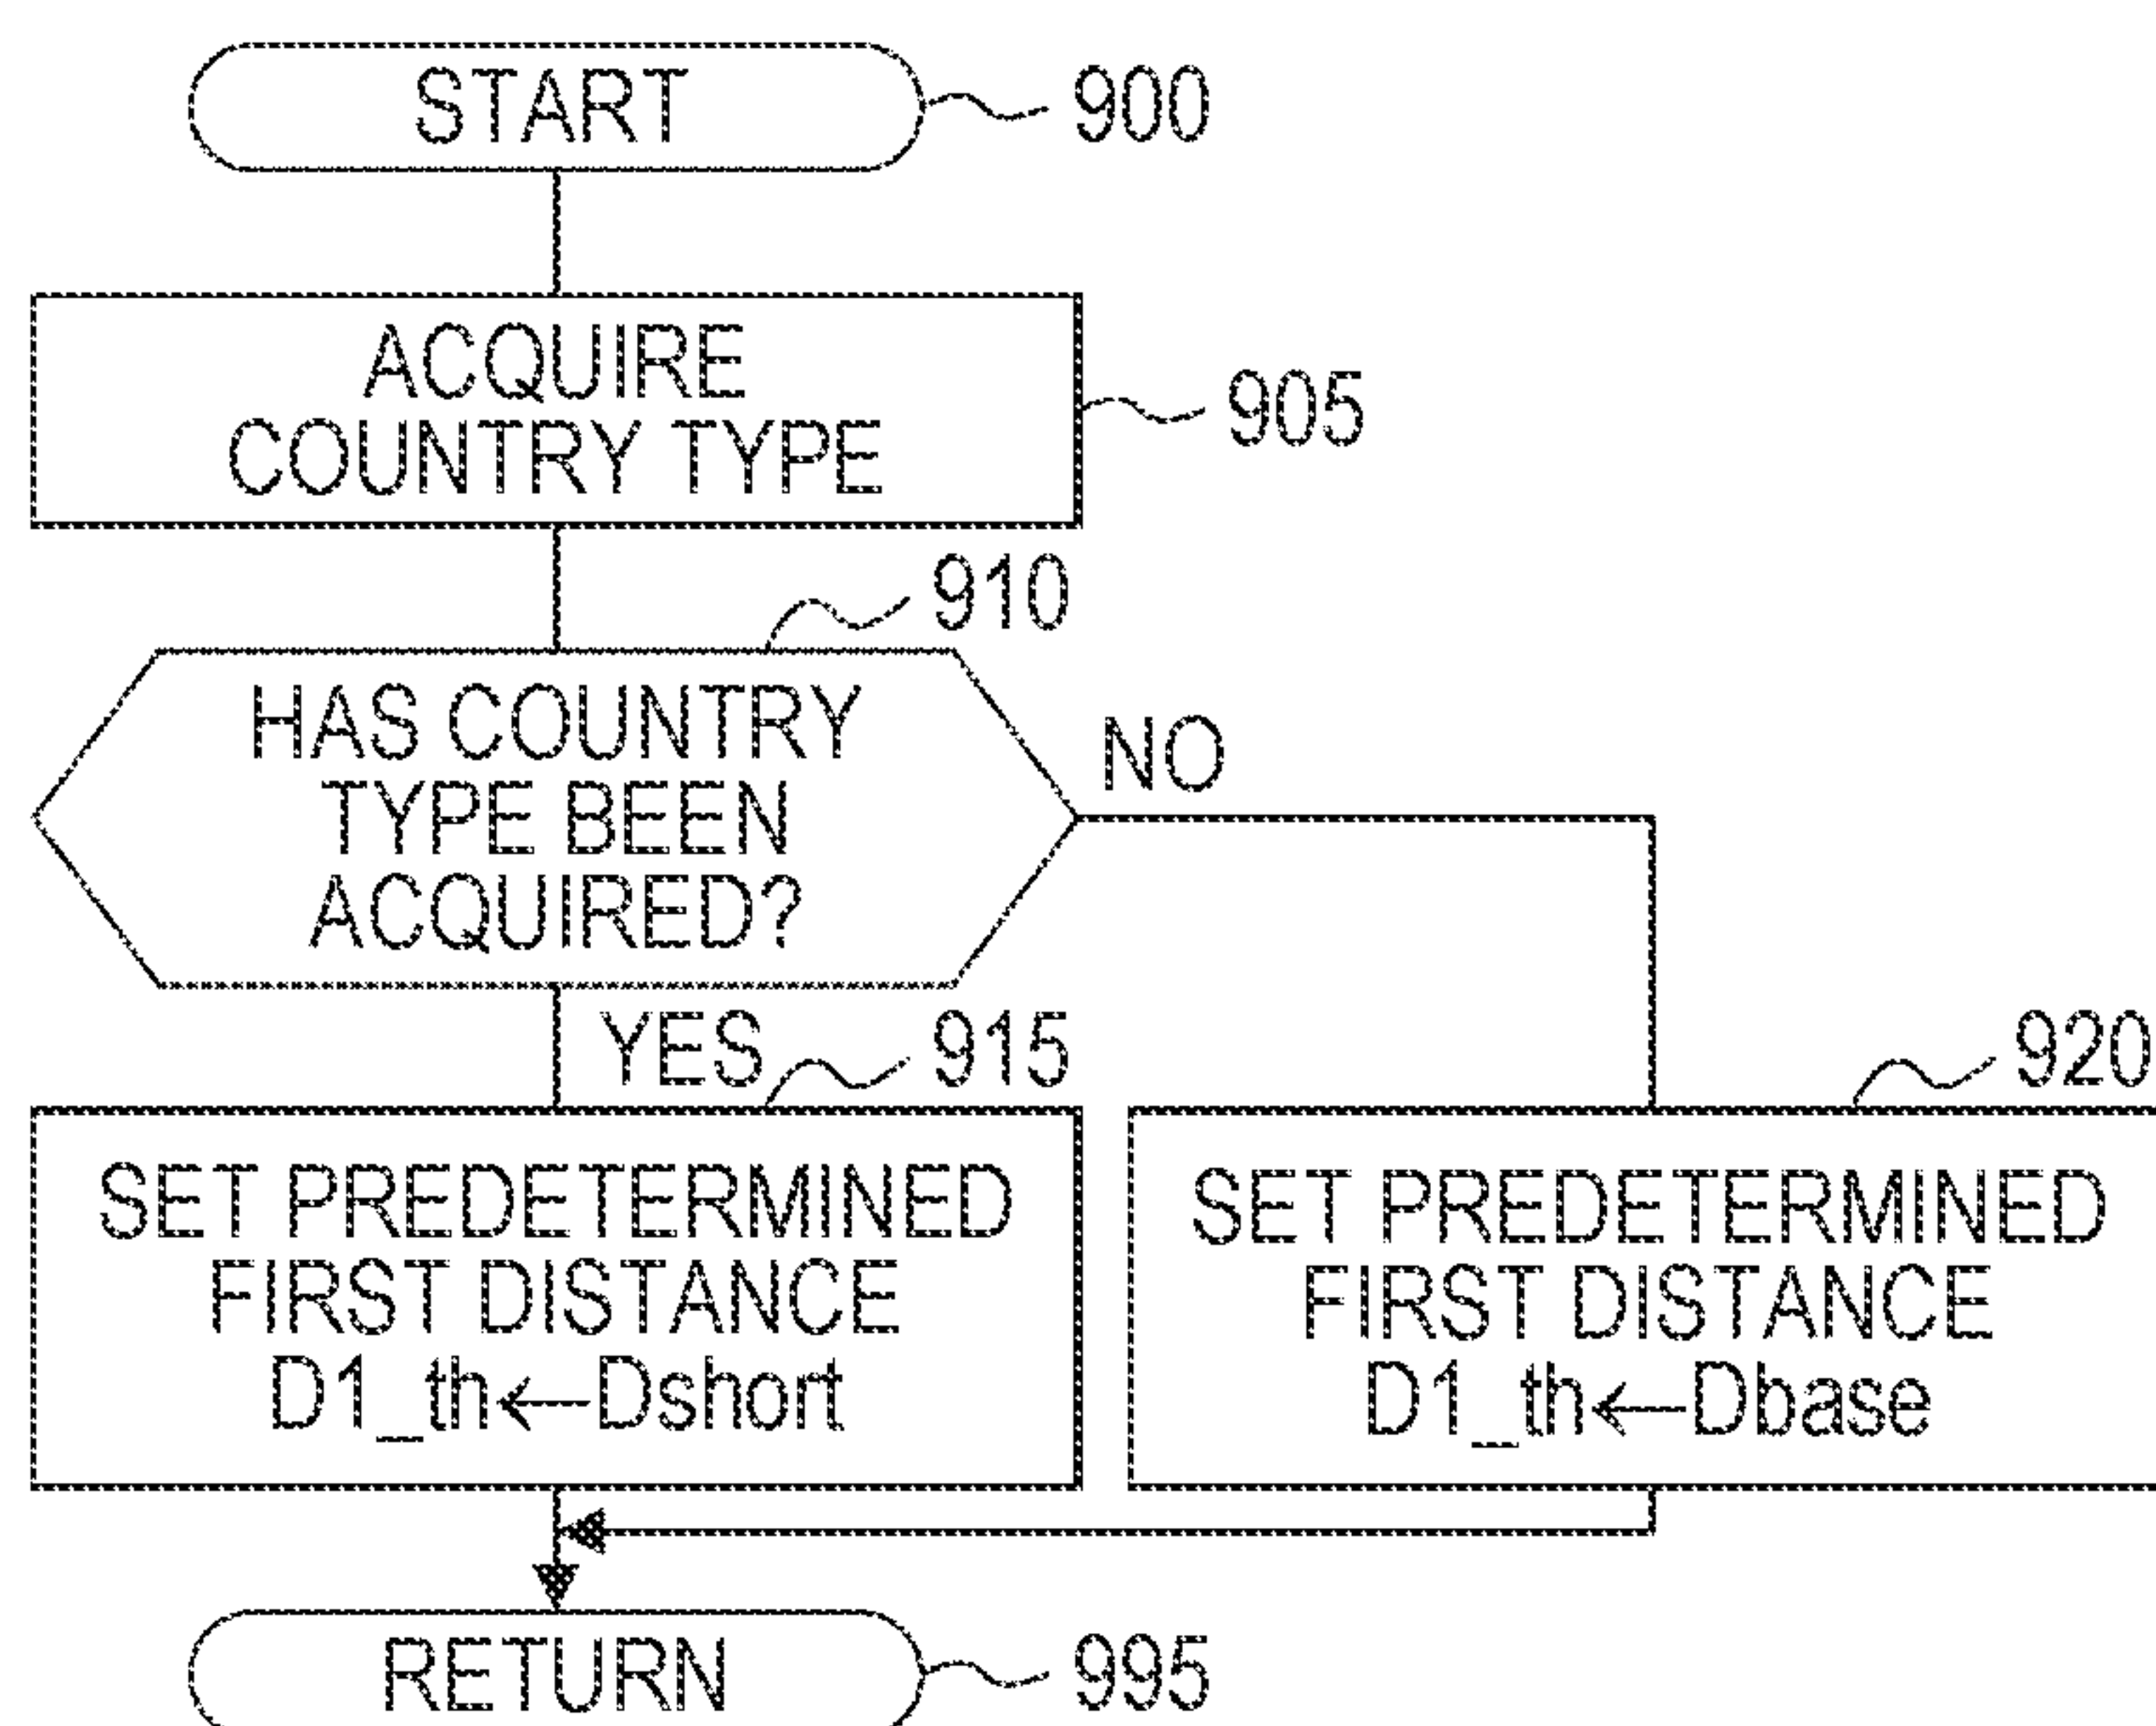 START
900
ACQUIRE
COUNTRY TYPE
905
910
HAS COUNTRY
TYPE BEEN
ACQUIRED?
NO
YES
915
920
SET PREDETERMINED
FIRST DISTANCE
D1_th←Dshort
SET PREDETERMINED
FIRST DISTANCE
D1_th←Dbase
RETURN
995